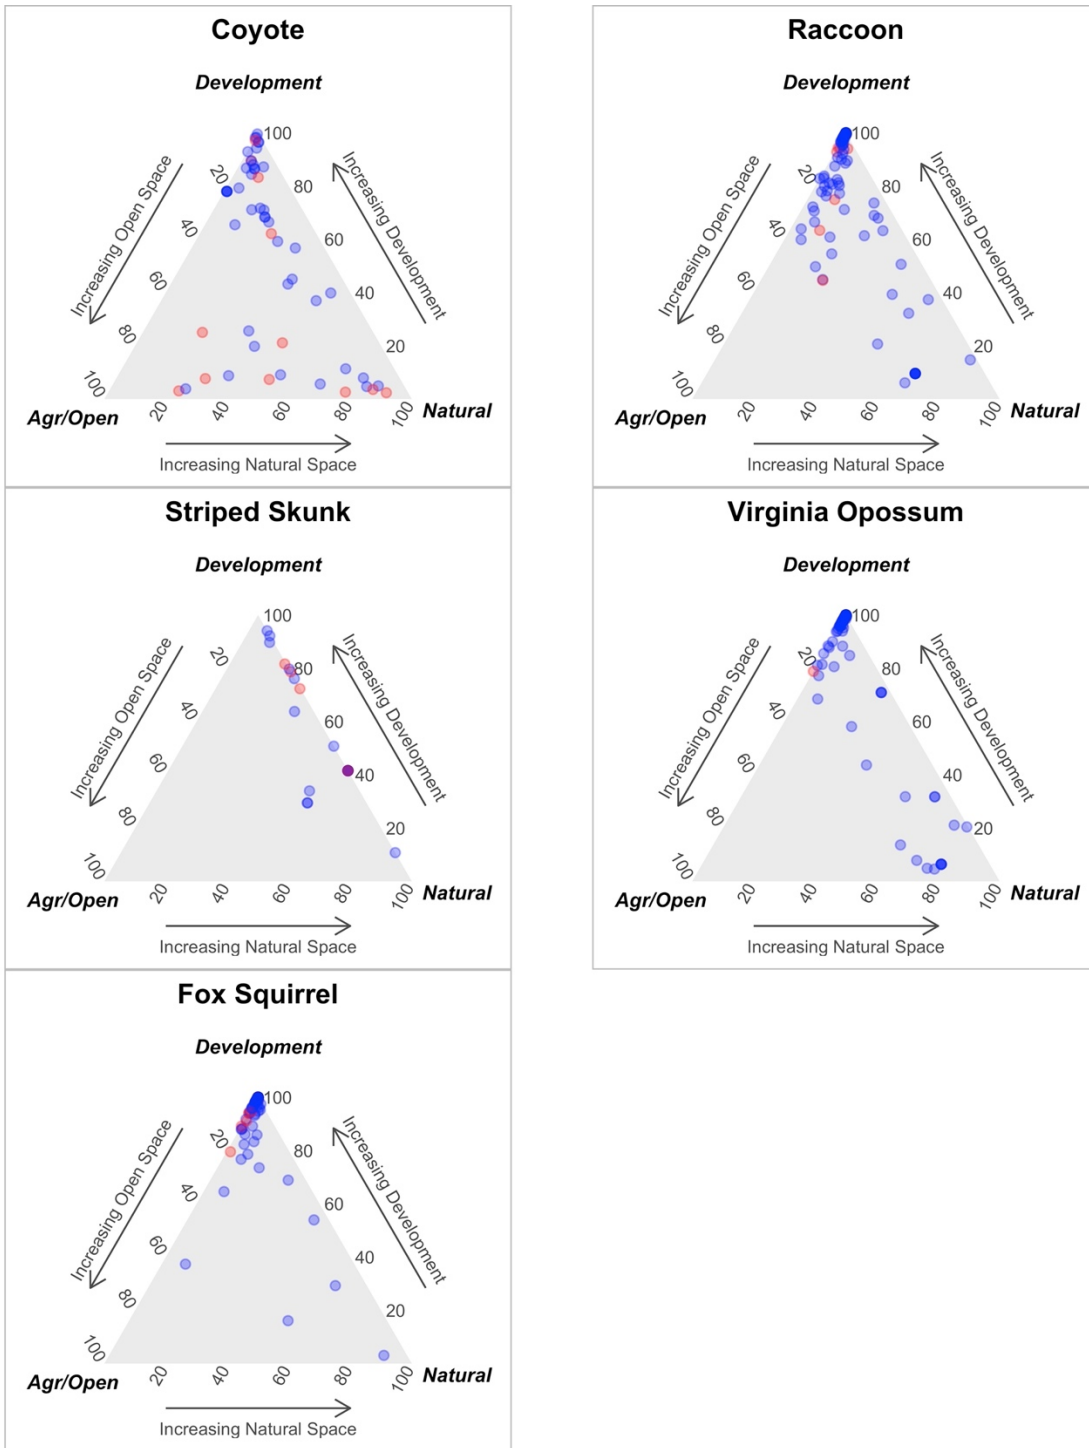 Coyote
Development
100
80
60
40
20
20
40
60
80
100
Increasing Open Space
Increasing Development
Agr/Open
20
40
60
80
100
Natural
Increasing Natural Space
Raccoon
Development
100
80
60
40
20
20
40
60
80
100
Increasing Open Space
Increasing Development
Agr/Open
20
40
60
80
100
Natural
Increasing Natural Space
Striped Skunk
Development
100
80
60
40
20
20
40
60
80
100
Increasing Open Space
Increasing Development
Agr/Open
20
40
60
80
100
Natural
Increasing Natural Space
Virginia Opossum
Development
100
80
60
40
20
20
40
60
80
100
Increasing Open Space
Increasing Development
Agr/Open
20
40
60
80
100
Natural
Increasing Natural Space
Fox Squirrel
Development
100
80
60
40
20
20
40
60
80
100
Increasing Open Space
Increasing Development
Agr/Open
20
40
60
80
100
Natural
Increasing Natural Space